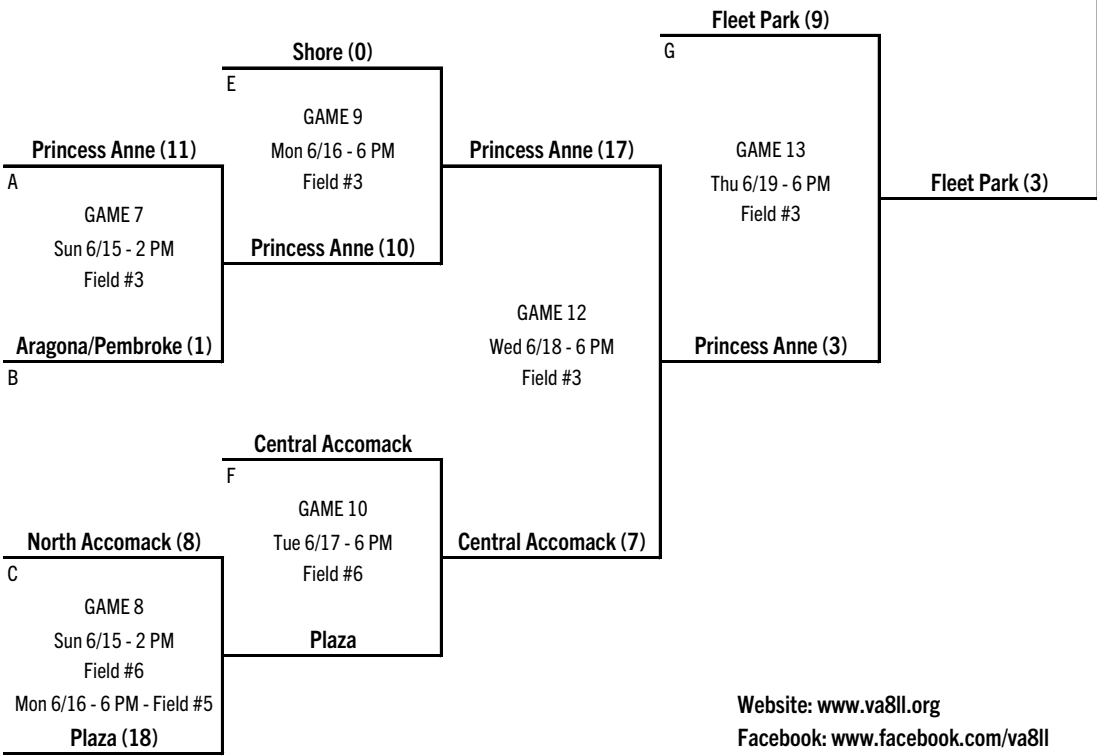 Fleet Park (9)
G
Shore (0)
E
GAME 9
Mon 6/16 - 6 PM
Field #3
Princess Anne (11)
A
Princess Anne (17)
GAME 13
Thu 6/19 - 6 PM
Field #3
Fleet Park (3)
GAME 7
Sun 6/15 - 2 PM
Field #3
Princess Anne (10)
GAME 12
Wed 6/18 - 6 PM
Field #3
Aragona/Pembroke (1)
B
Princess Anne (3)
Central Accomack
F
GAME 10
Tue 6/17 - 6 PM
Field #6
North Accomack (8)
C
Central Accomack (7)
GAME 8
Sun 6/15 - 2 PM
Field #6
Mon 6/16 - 6 PM - Field #5
Plaza
Plaza (18)
Website: www.va8ll.org
Facebook: www.facebook.com/va8ll